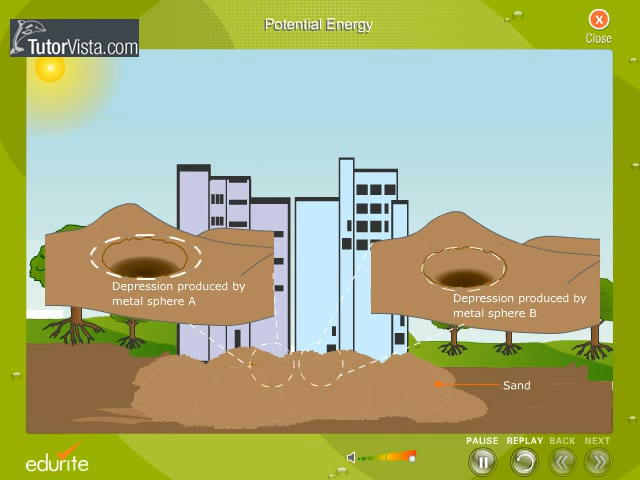 Potential Energy
TutorVista.com
Close
Depression produced by
metal sphere A
Depression produced by
metal sphere B
Sand
PAUSE REPLAY BACK NEXT
edurite